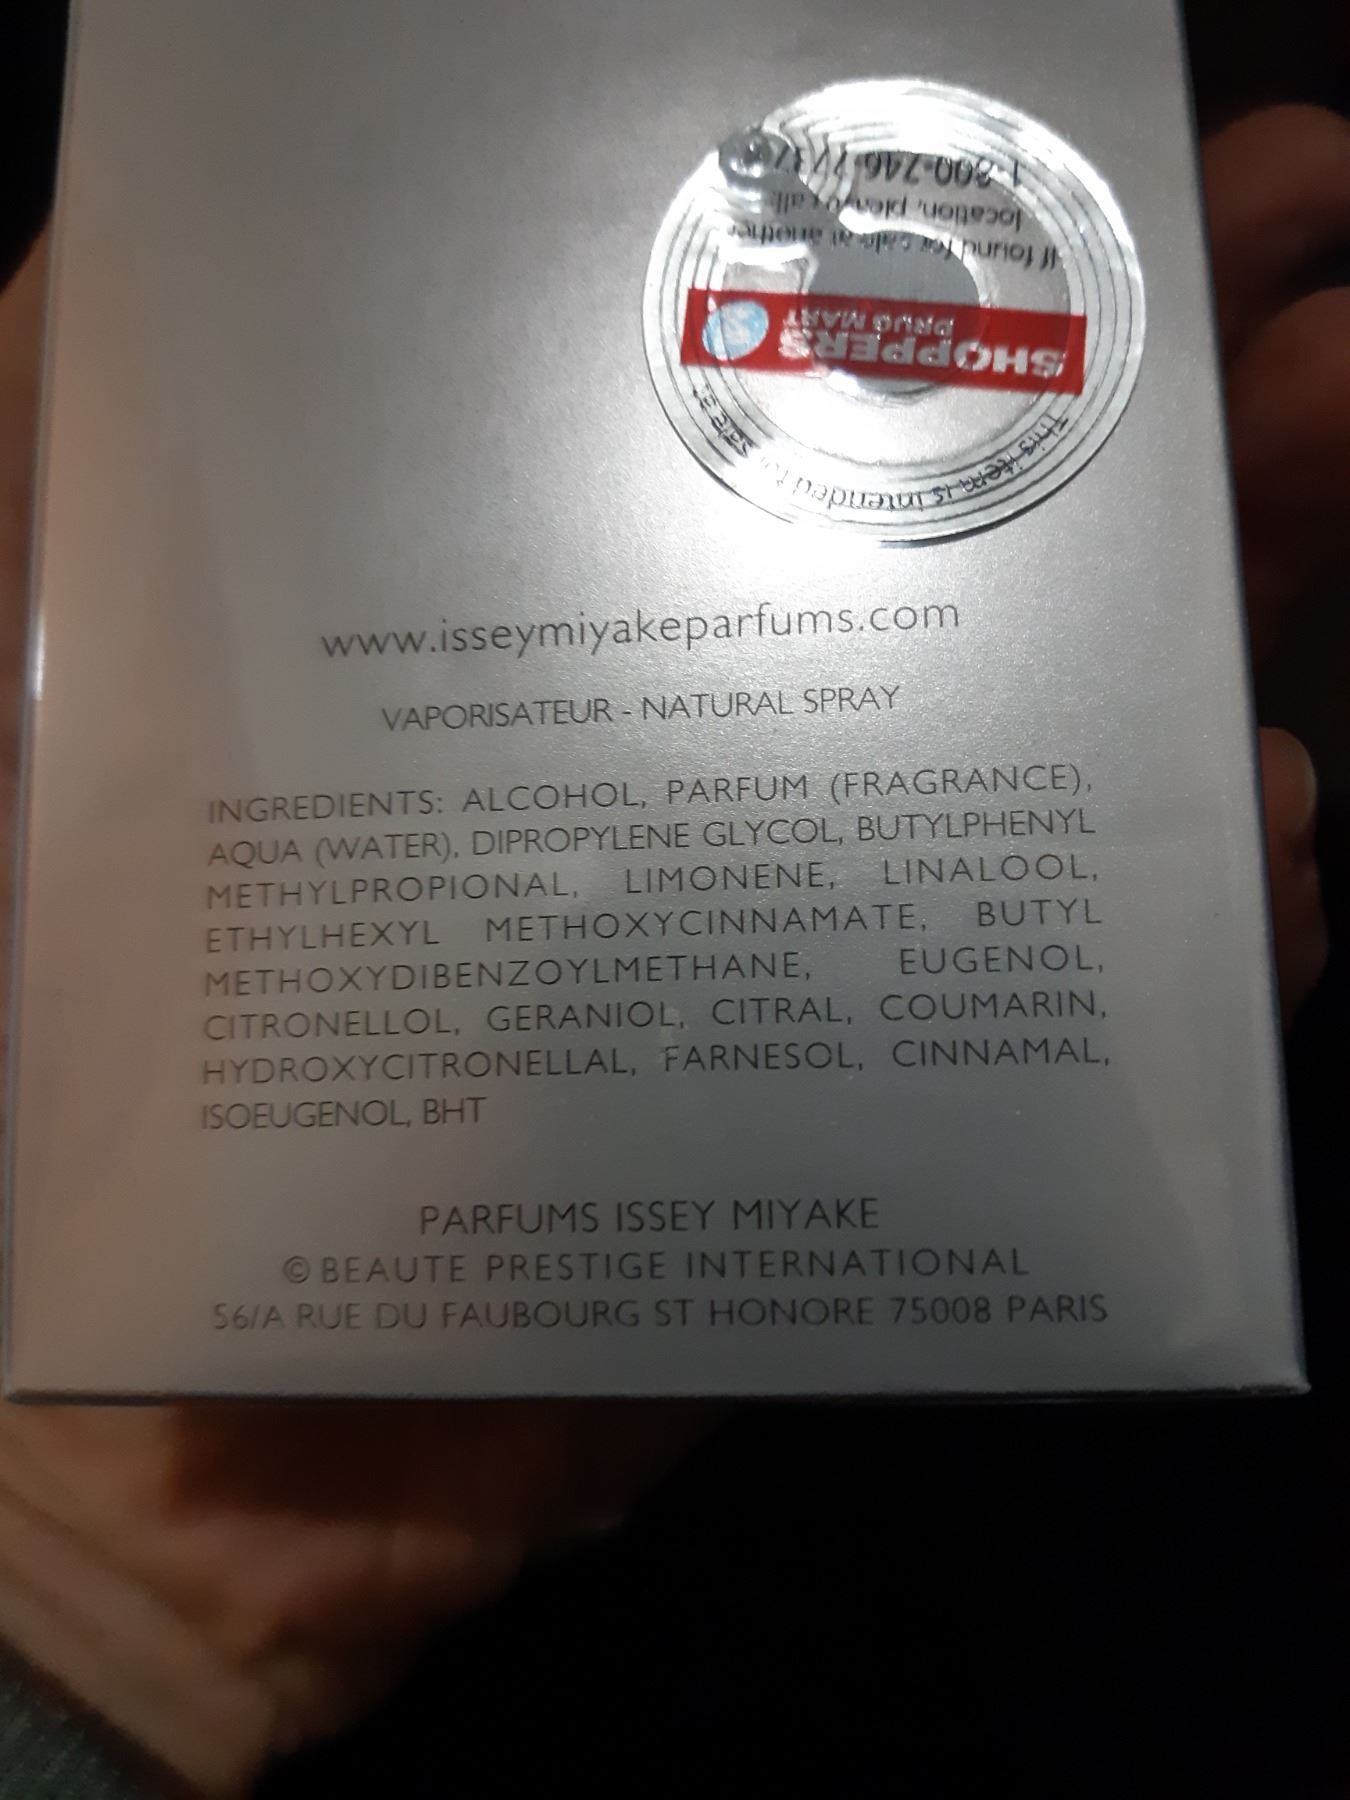 1-800-746-7737
location, please call:
If found for sale at another
SHOPPERS
DRUG MART
This item is intended for sale at
www.isseymiyakeparfums.com
VAPORISATEUR - NATURAL SPRAY
INGREDIENTS: ALCOHOL, PARFUM (FRAGRANCE),
AQUA (WATER), DIPROPYLENE GLYCOL, BUTYLPHENYL
METHYLPROPIONAL, LIMONENE, LINALOOL,
ETHYLHEXYL METHOXYCINNAMATE, BUTYL
METHOXYDIBENZOYLMETHANE, EUGENOL,
CITRONELLOL, GERANIOL, CITRAL, COUMARIN,
HYDROXYCITRONELLAL, FARNESOL, CINNAMAL,
ISOEUGENOL, BHT
PARFUMS ISSEY MIYAKE
© BEAUTE PRESTIGE INTERNATIONAL
56/A RUE DU FAUBOURG ST HONORE 75008 PARIS